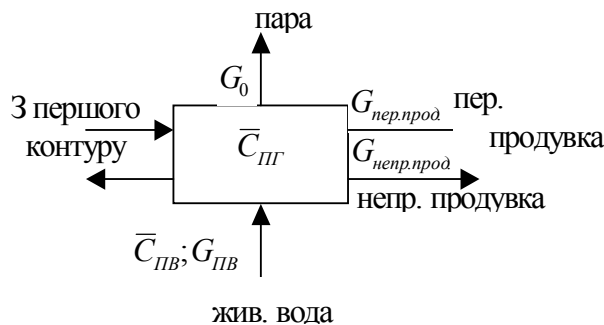 пара
G₀
З першого
контуру
C̅ПГ
Gпер.прод.
пер.
продувка
Gнепр.прод
непр. продувка
C̅ПВ; GПВ
жив. вода